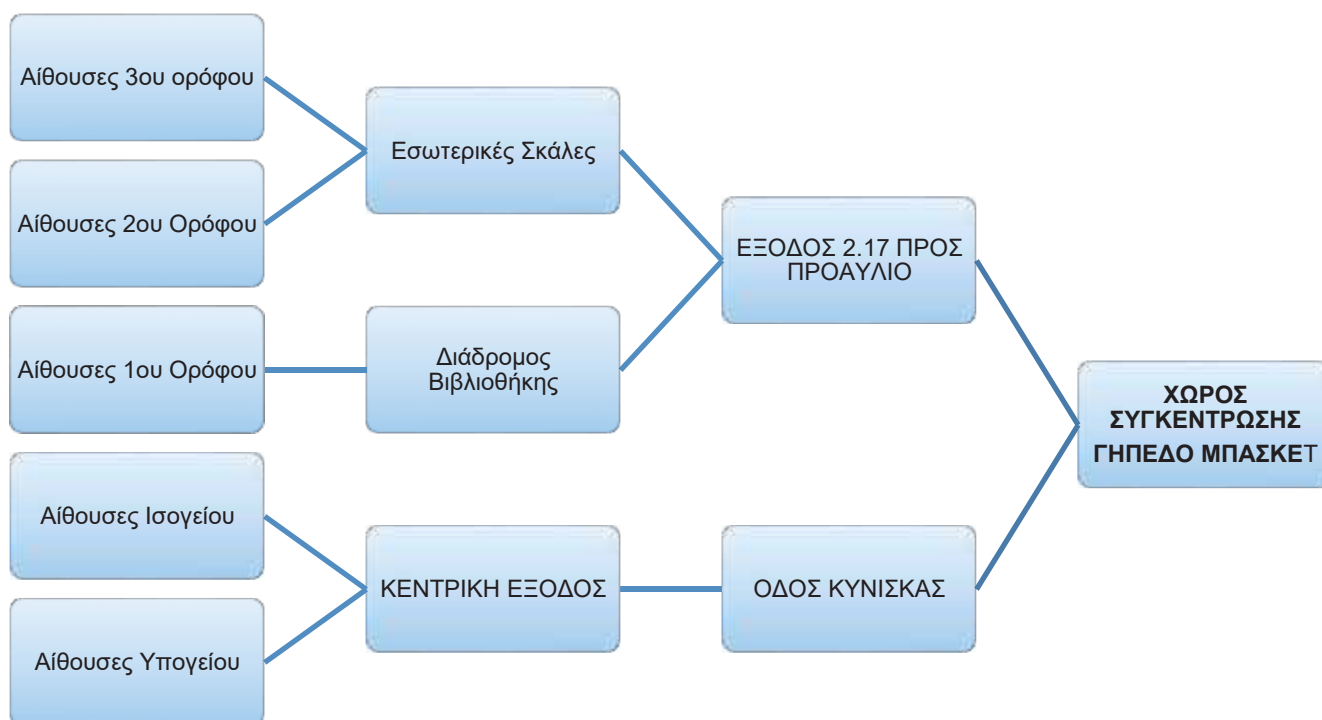 Αίθουσες 3ου ορόφου
Αίθουσες 2ου Ορόφου
Αίθουσες 1ου Ορόφου
Αίθουσες Ισογείου
Αίθουσες Υπογείου
Εσωτερικές Σκάλες
Διάδρομος
Βιβλιοθήκης
ΚΕΝΤΡΙΚΗ ΕΞΟΔΟΣ
ΕΞΟΔΟΣ 2.17 ΠΡΟΣ
ΠΡΟΑΥΛΙΟ
ΟΔΟΣ ΚΥΝΙΣΚΑΣ
ΧΩΡΟΣ
ΣΥΓΚΕΝΤΡΩΣΗΣ
ΓΗΠΕΔΟ ΜΠΑΣΚΕΤ